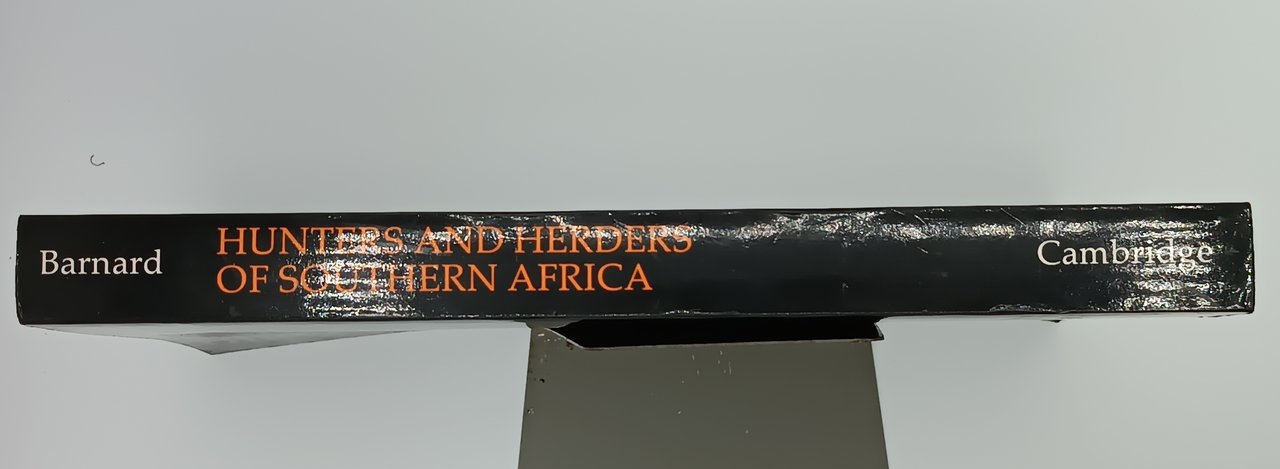 Barnard
HUNTERS AND HERDERS
OF SOUTHERN AFRICA
Cambridge